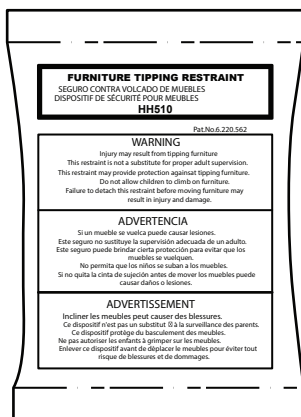 FURNITURE TIPPING RESTRAINT
SEGURO CONTRA VOLCADO DE MUEBLES
DISPOSITIF DE SÉCURITÉ POUR MEUBLES
HH510
Pat.No.6.220.562
WARNING
Injury may result from tipping furniture
This restraint is not a substitute for proper adult supervision.
This restraint may provide protection againsat tipping furniture.
Do not allow children to climb on furniture.
Failure to detach this restraint before moving furniture may
result in injury and damage.
ADVERTENCIA
Si un mueble se vuelca puede causar lesiones.
Este seguro no sustituye la supervisión adecuada de un adulto.
Este seguro puede brindar cierta protección para evitar que los
muebles se vuelquen.
No permita que los niños se suban a los muebles.
Si no quita la cinta de sujeción antes de mover los muebles puede
causar daños o lesiones.
ADVERTISSEMENT
Incliner les meubles peut causer des blessures.
Ce dispositif n'est pas un substitut à la surveillance des parents.
Ce dispositif protège du basculement des meubles.
Ne pas autoriser les enfants à grimper sur les meubles.
Enlever ce dispositif avant de déplacer le meubles pour éviter tout
risque de blessures et de dommages.